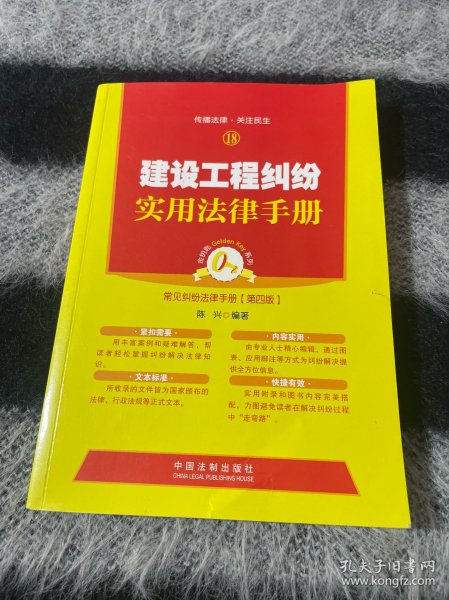 传播法律·关注民生
18
建设工程纠纷
实用法律手册
金钥匙 Golden Key 系列
常见纠纷法律手册【第四版】
陈 兴◎编著
·紧扣需要·
用丰富案例和疑难解答，帮
读者轻松掌握纠纷解决法律知
识。
·文本标准·
所收录的文件皆为国家颁布的
法律、行政法规等正式文本。
·内容实用·
由专业人士精心编辑，通过图
表、应用脚注等方式为纠纷解决提
供全方位信息。
·快捷有效·
实用附录和图书内容完美搭
配，力图避免读者在解决纠纷过程
中“走弯路”。
中国法制出版社
CHINA LEGAL PUBLISHING HOUSE
孔夫子旧书网
www.kongfz.com